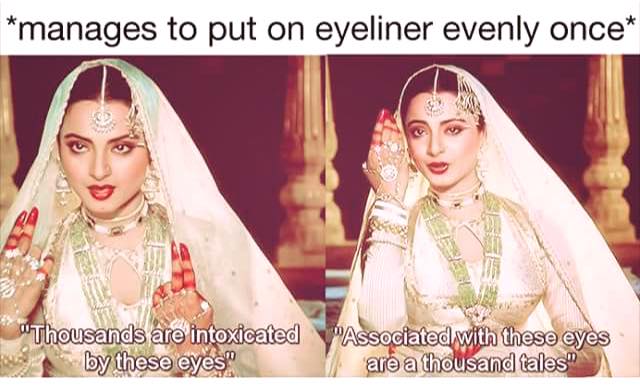 *manages to put on eyeliner evenly once*
"Thousands are intoxicated
by these eyes"
"Associated with these eyes
are a thousand tales"